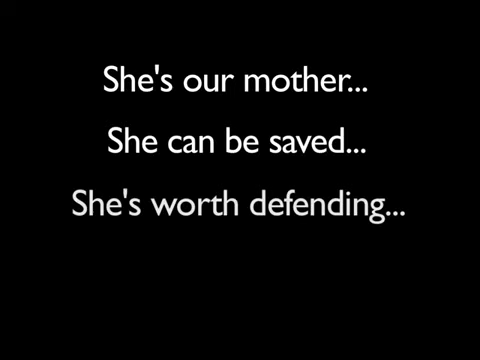 She's our mother...
She can be saved...
She's worth defending...